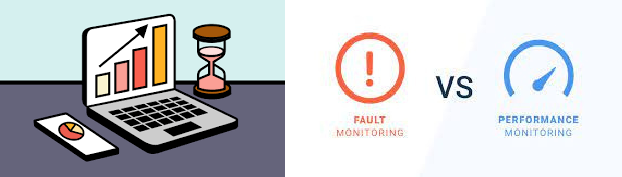 FAULT
MONITORING
VS
PERFORMANCE
MONITORING